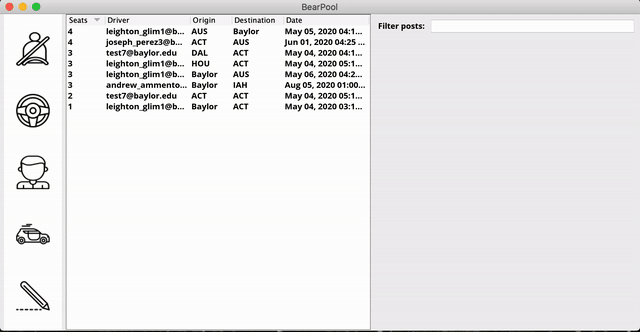 BearPool
Seats Driver Origin Destination Date
4 leighton_glim1@b... AUS Baylor May 05, 2020 04:1...
4 joseph_perez3@b... ACT AUS Jun 01, 2020 04:25 ...
3 test7@baylor.edu DAL ACT May 04, 2020 04:1...
3 leighton_glim1@b... HOU ACT May 04, 2020 05:1...
3 leighton_glim1@b... Baylor AUS May 06, 2020 04:2...
3 andrew_ammento... Baylor IAH Aug 05, 2020 01:00...
2 test7@baylor.edu ACT ACT May 04, 2020 05:1...
1 leighton_glim1@b... Baylor ACT May 04, 2020 03:1...
Filter posts: